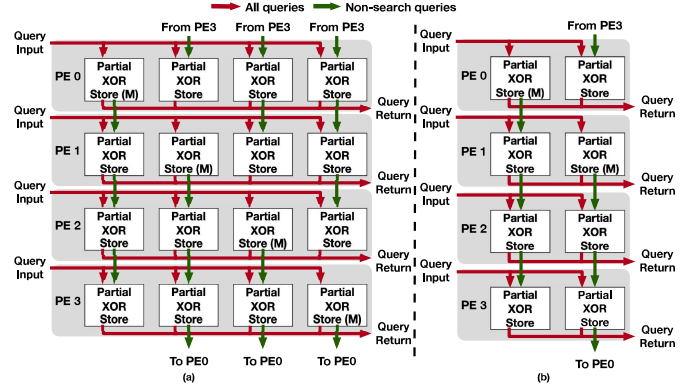 All queries Non-search queries
Query Input
From PE3 From PE3 From PE3
PE 0
Partial XOR Store (M)
Partial XOR Store
Partial XOR Store
Partial XOR Store
Query Return
Query Input
PE 1
Partial XOR Store
Partial XOR Store (M)
Partial XOR Store
Partial XOR Store
Query Input
PE 2
Partial XOR Store
Partial XOR Store
Partial XOR Store (M)
Partial XOR Store
Query Input
PE 3
Partial XOR Store
Partial XOR Store
Partial XOR Store
Partial XOR Store (M)
To PE0 To PE0 To PE0
(a)
Query Input
From PE3
PE 0
Partial XOR Store (M)
Partial XOR Store
Query Return
Query Input
PE 1
Partial XOR Store
Partial XOR Store (M)
Query Return
Query Input
PE 2
Partial XOR Store
Partial XOR Store
Query Return
Query Input
PE 3
Partial XOR Store
Partial XOR Store
Query Return
To PE0
(b)